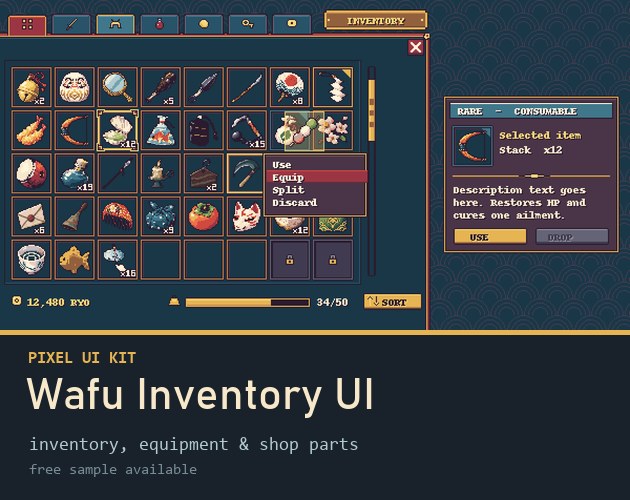 INVENTORY
x2
x5
x8
x12
x15
RARE - CONSUMABLE
Selected item
Stack x12
x19
x2
Use
Equip
Split
Discard
Description text goes
here. Restores HP and
cures one ailment.
x6
x9
x12
USE
DROP
x16
12,480 RYO
34/50
SORT
PIXEL UI KIT
Wafu Inventory UI
inventory, equipment & shop parts
free sample available